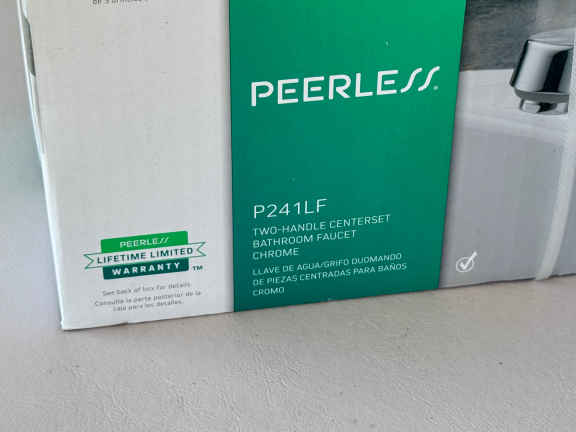 PEERLESS®
P241LF
TWO-HANDLE CENTERSET
BATHROOM FAUCET
CHROME
LLAVE DE AGUA/GRIFO DUOMANDO
DE PIEZAS CENTRADAS PARA BAÑOS
CROMO
PEERLESS
LIFETIME LIMITED
WARRANTY™
See back of box for details.
Consulte la parte posterior de la
caja para los detalles.